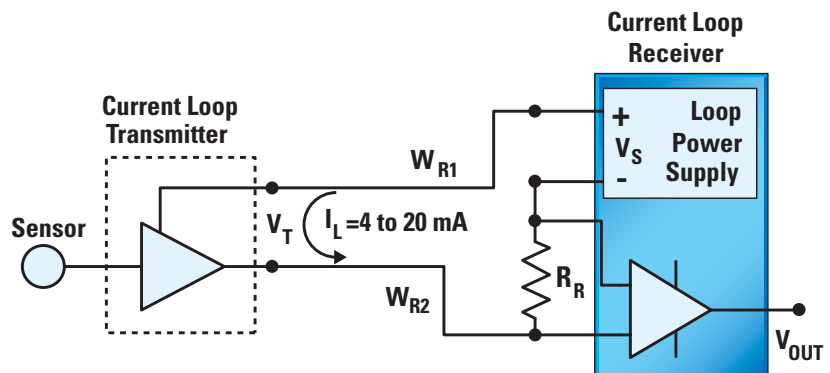 Current Loop
Receiver
Current Loop
Transmitter
+
Loop
Power
Supply
VS
-
WR1
Sensor
VT
IL=4 to 20 mA
RR
WR2
VOUT